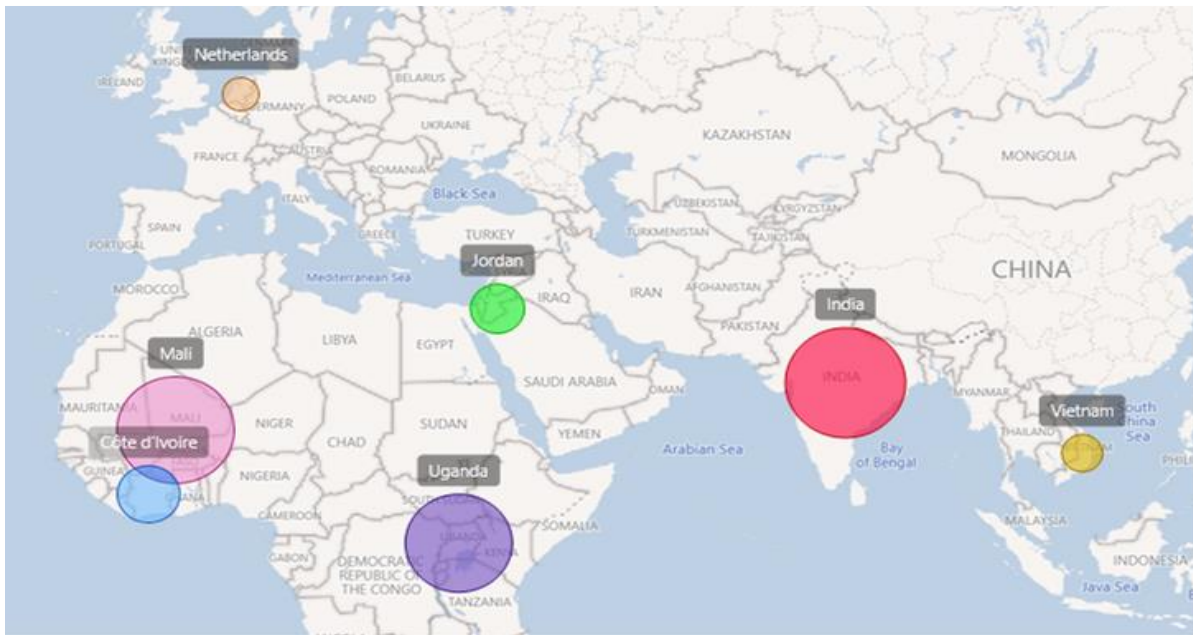 Netherlands
IRELAND
BELARUS
POLAND
GERMANY
UKRAINE
KAZAKHSTAN
FRANCE
MONGOLIA
ROMANIA
Black Sea
ITALY
UZBEKISTAN
KYRGYZSTAN
SPAIN
PORTUGAL
GREECE
TURKEY
TURKMENISTAN
TAJIKISTAN
Jordan
CHINA
Mediterranean Sea
MOROCCO
IRAQ
IRAN
AFGHANISTAN
India
ALGERIA
LIBYA
EGYPT
PAKISTAN
Mali
SAUDI ARABIA
OMAN
INDIA
MYANMAR
MAURITANIA
MALI
NIGER
SUDAN
Vietnam
South
China
Sea
CHAD
YEMEN
THAILAND
Côte d'Ivoire
Arabian Sea
Bay
of Bengal
GUINEA
NIGERIA
Uganda
GHANA
CAMEROON
SOMALIA
MALAYSIA
UGANDA
KENYA
GABON
DEMOCRATIC
REPUBLIC OF
THE CONGO
INDONESIA
TANZANIA
Java Sea